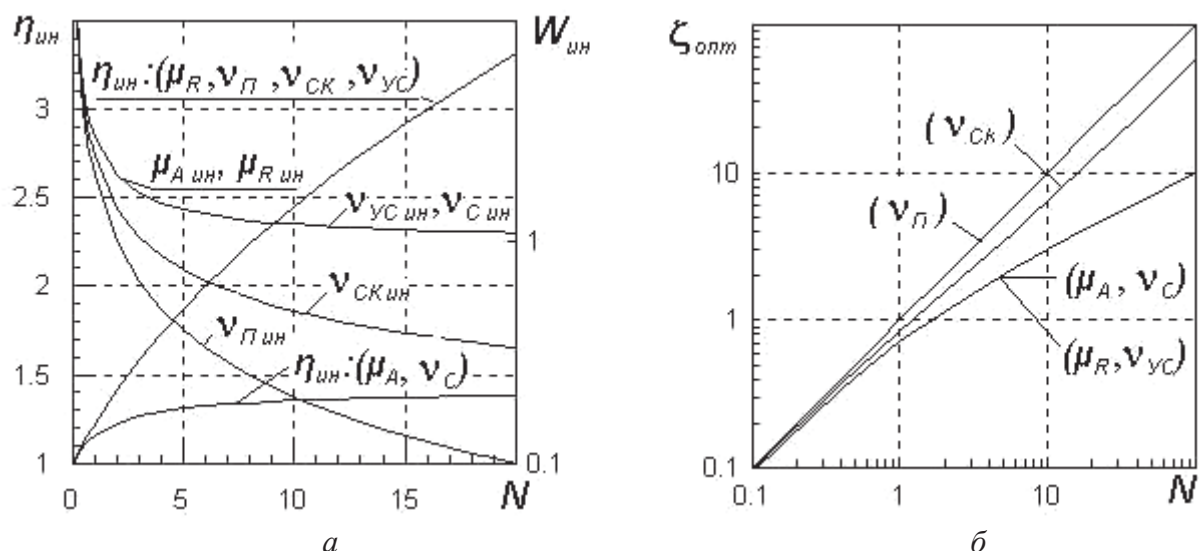 η_ин
W_ин
η_ин:(μ_R, ν_П, ν_СК, ν_УС)
3
μ_A ин, μ_R ин
2.5
ν_УС ин, ν_С ин
1
2
ν_СК ин
ν_П ин
1.5
η_ин:(μ_A, ν_С)
1
0.1
0
5
10
15
N
а
ζ_опт
(ν_Ск)
10
(ν_П)
(μ_A, ν_С)
1
(μ_R, ν_УС)
0.1
0.1
1
10
N
б